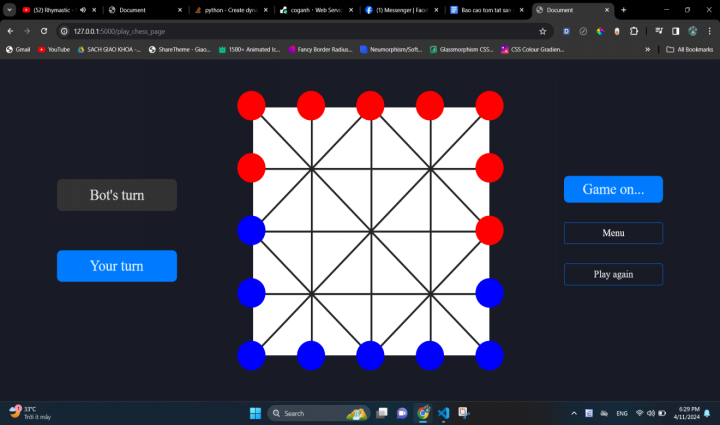 (52) Rhymastic -
Document
python - Create dyna
coganh · Web Servi
(1) Messenger | Face
Bao cao tom tat san
Document
127.0.0.1:5000/play_chess_page
Gmail
YouTube
SACH GIAO KHOA -...
ShareTheme - Giao...
1500+ Animated Ic...
Fancy Border Radius...
Neumorphism/Soft...
Glassmorphism CSS...
CSS Colour Gradien...
»
All Bookmarks
Bot's turn
Your turn
Game on...
Menu
Play again
1
33°C
Trời ít mây
Search
ENG
6:29 PM
4/11/2024